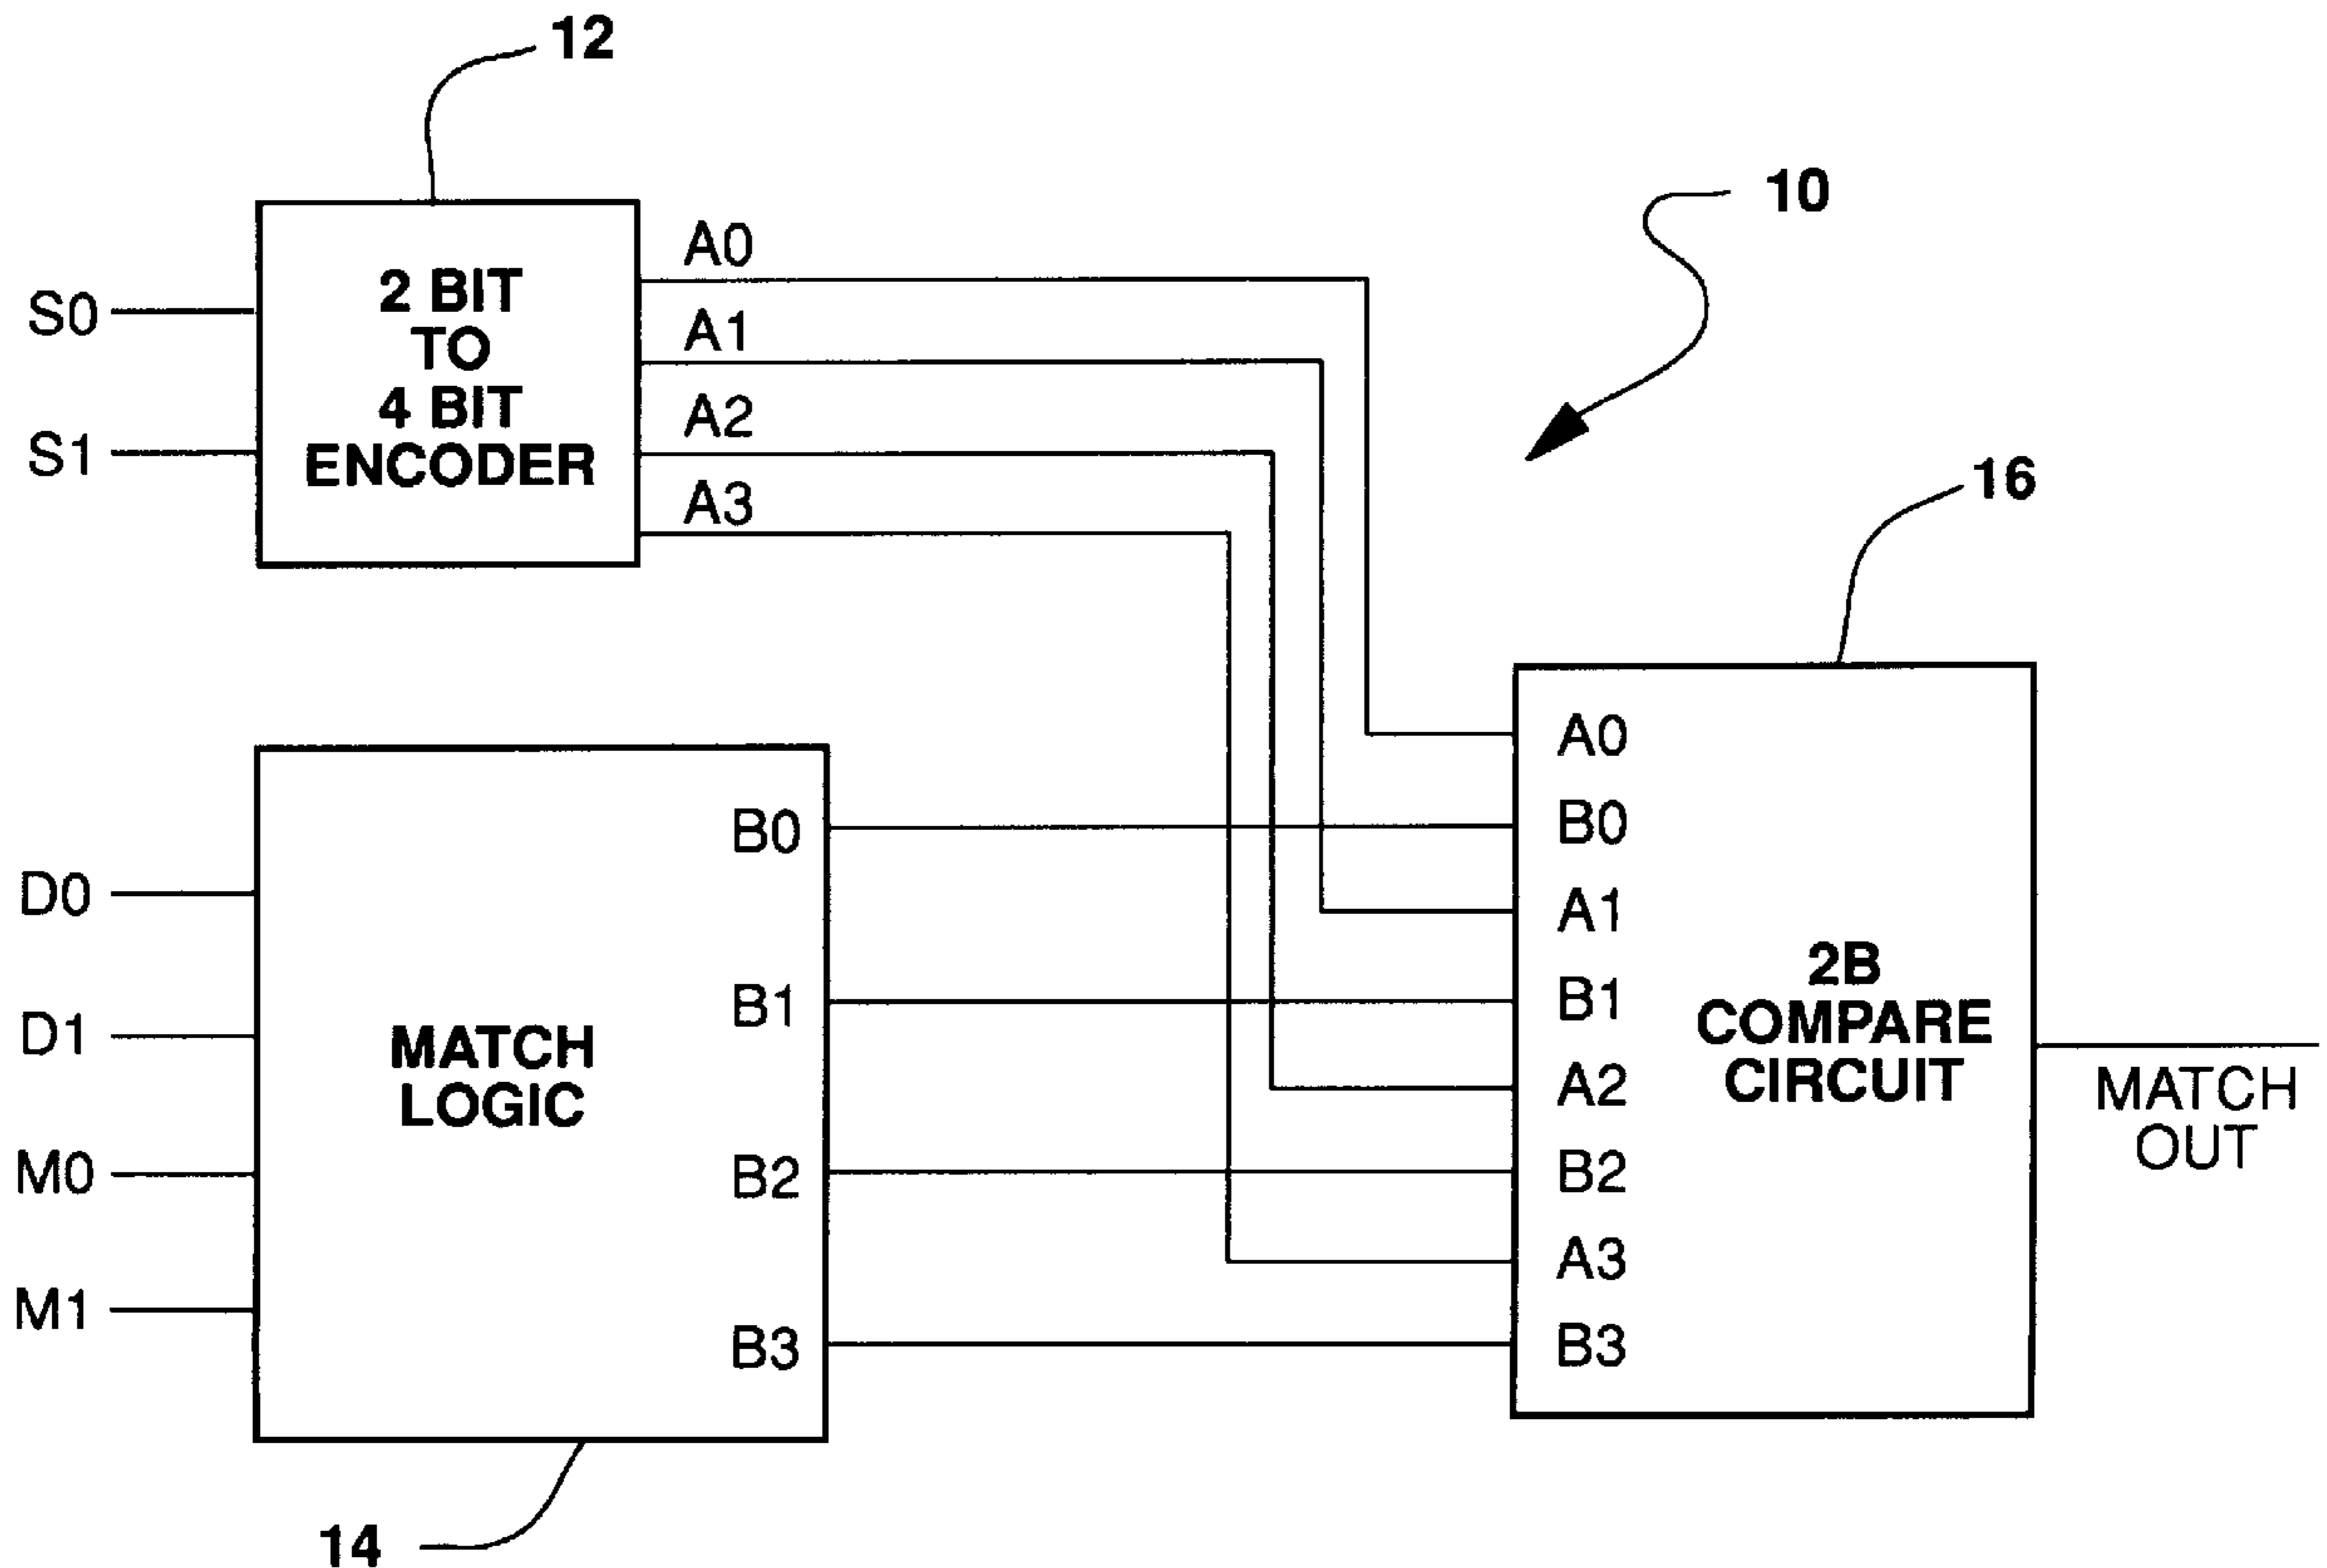 12
10
S0
S1
2 BIT
TO
4 BIT
ENCODER
A0
A1
A2
A3
16
D0
D1
M0
M1
MATCH
LOGIC
B0
B1
B2
B3
14
A0
B0
A1
B1
A2
B2
A3
B3
2B
COMPARE
CIRCUIT
MATCH
OUT